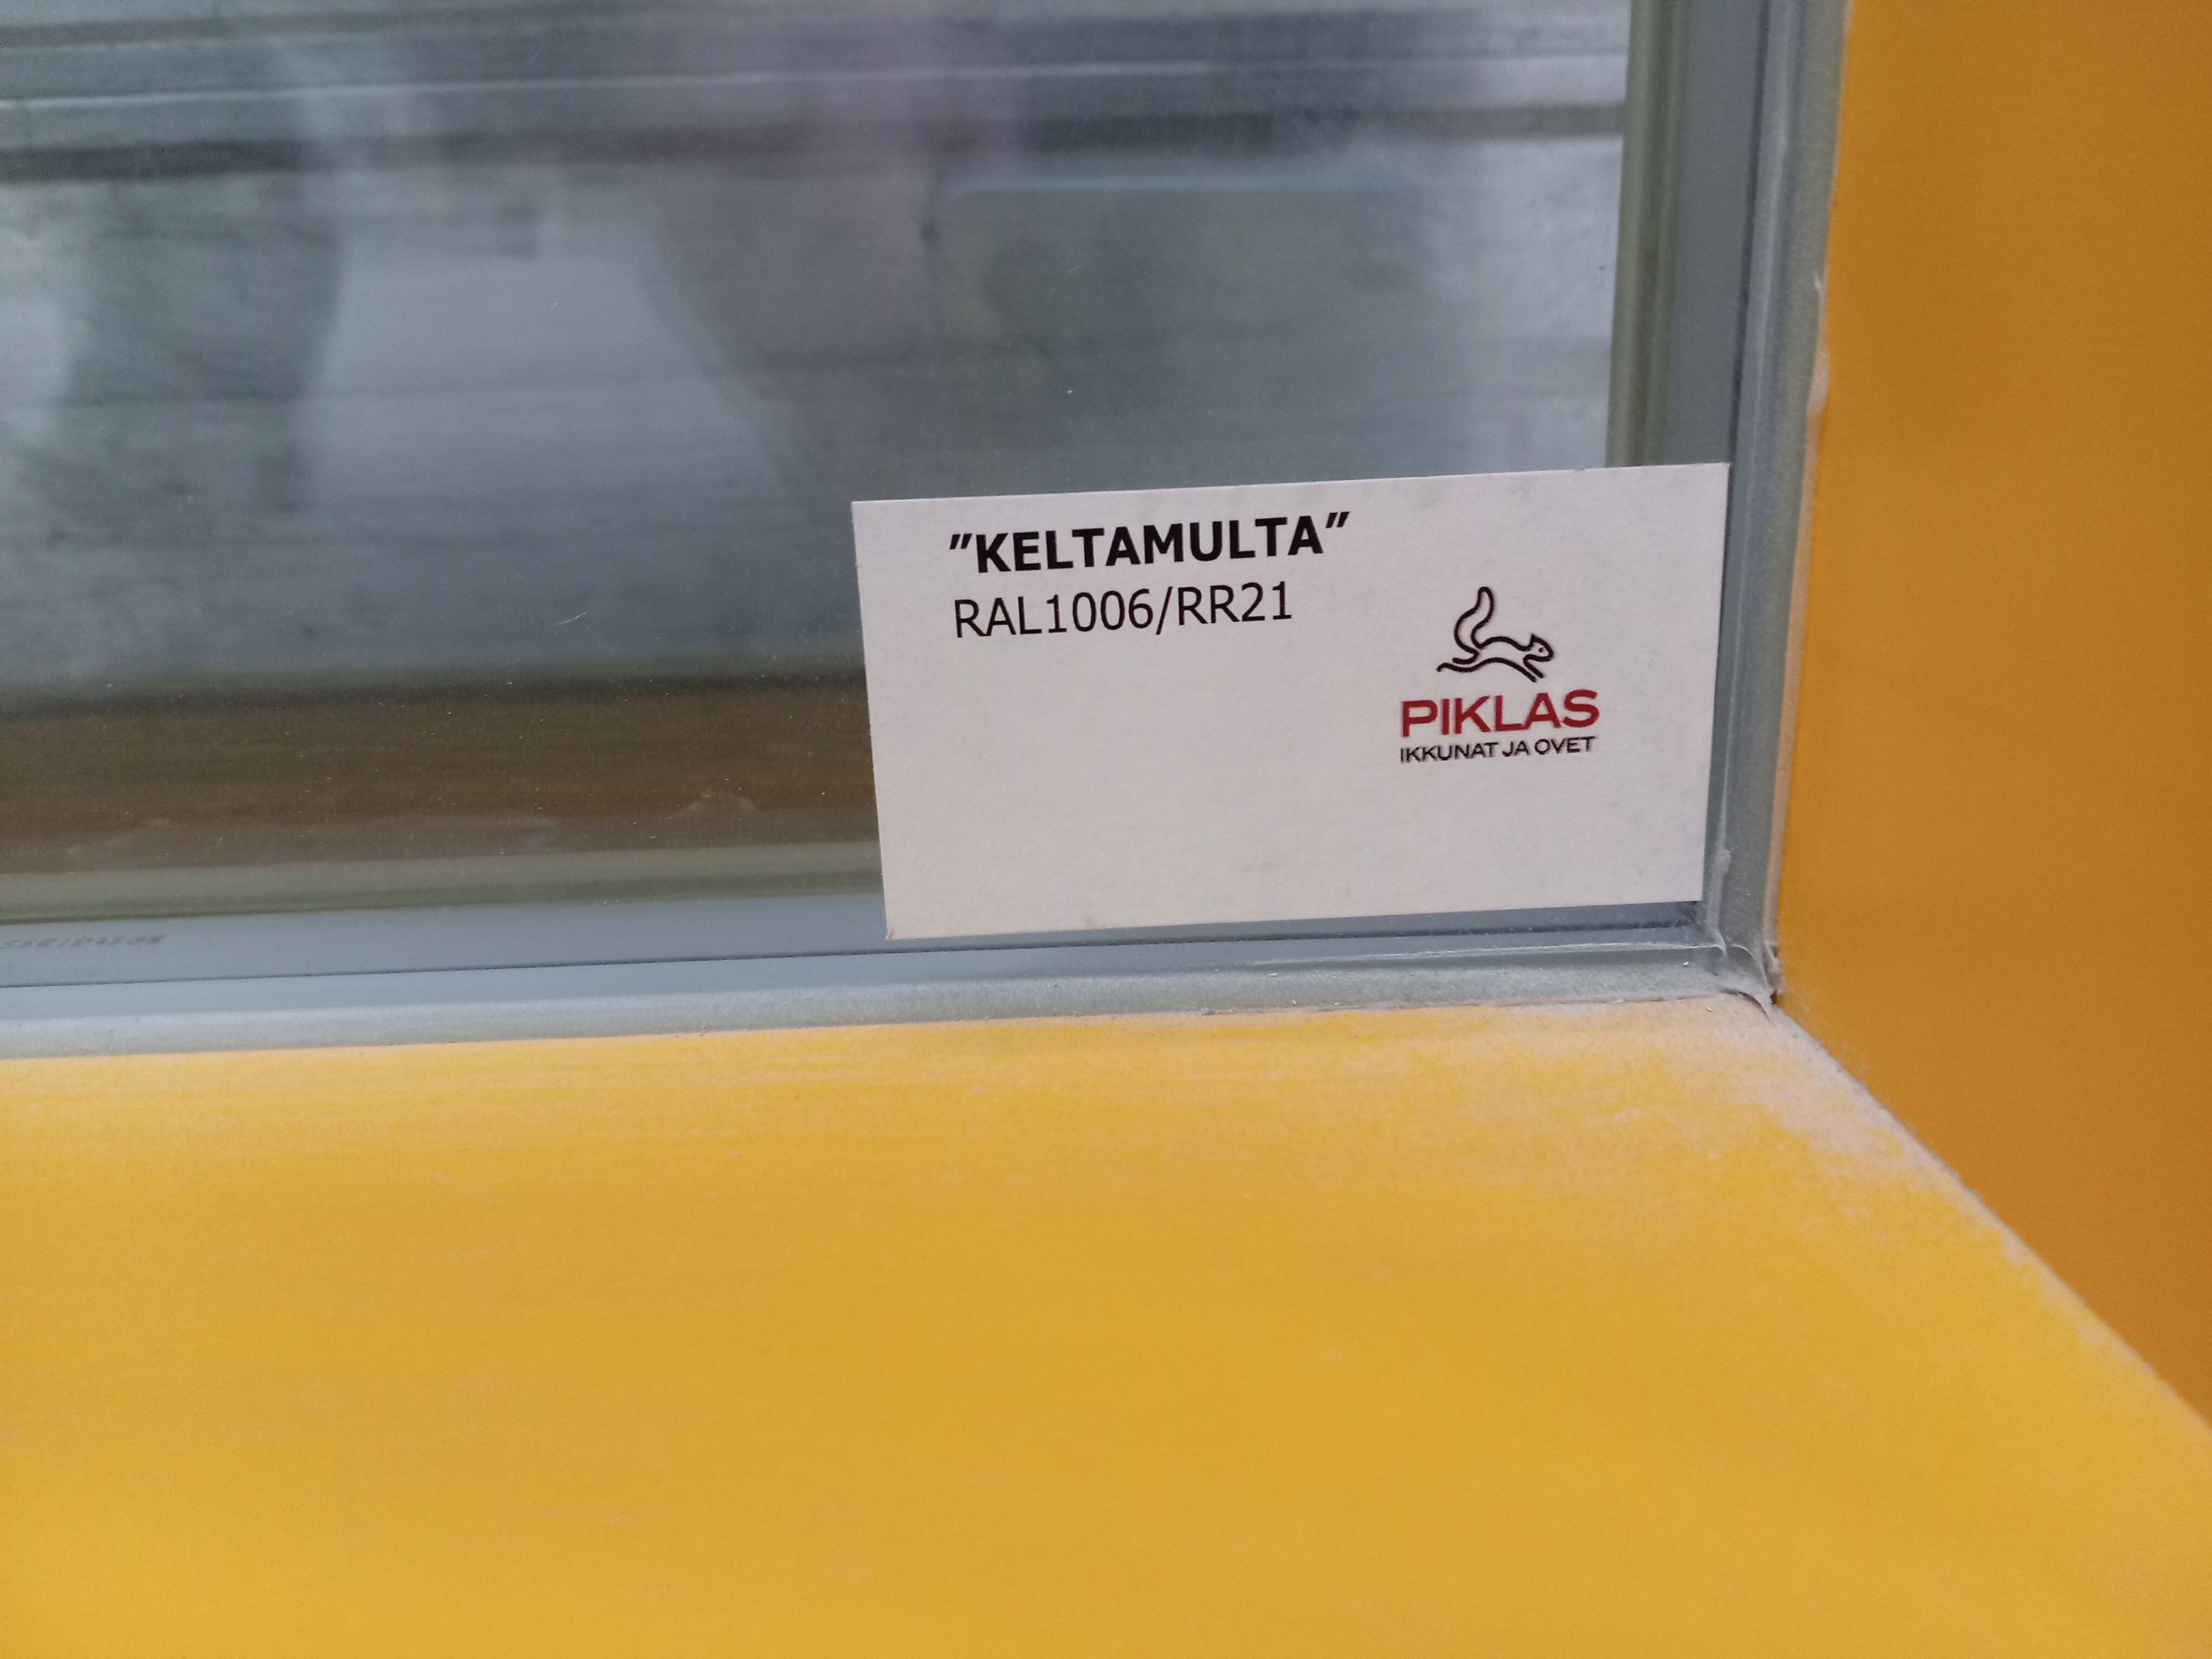 ”KELTAMULTA”
RAL1006/RR21
PIKLAS
IKKUNAT JA OVET